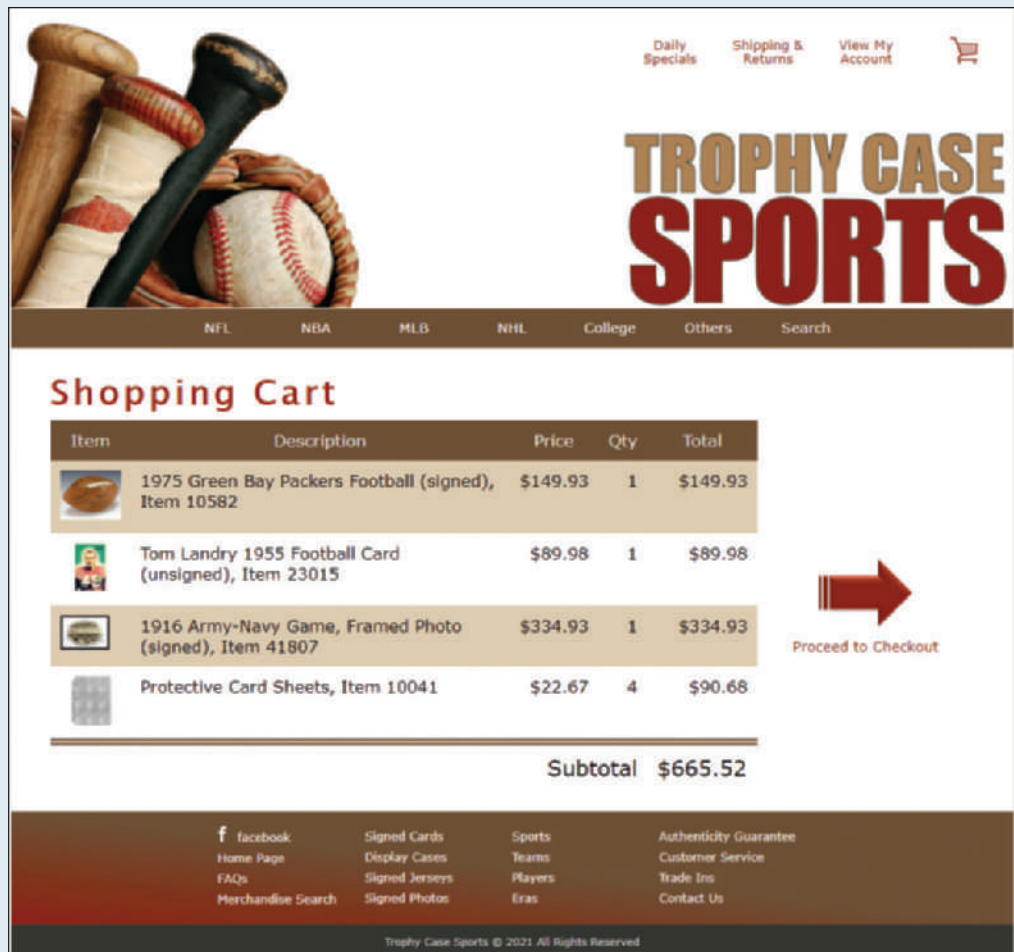 Daily Specials
Shipping & Returns
View My Account
TROPHY CASE
SPORTS
NFL NBA MLB NHL College Others Search
Shopping Cart
Item Description Price Qty Total
1975 Green Bay Packers Football (signed), $149.93 1 $149.93
Item 10582
Tom Landry 1955 Football Card $89.98 1 $89.98
(unsigned), Item 23015
1916 Army-Navy Game, Framed Photo $334.93 1 $334.93
(signed), Item 41807
Protective Card Sheets, Item 10041 $22.67 4 $90.68
Proceed to Checkout
Subtotal $665.52
f facebook Signed Cards Sports Authenticity Guarantee
Home Page Display Cases Teams Customer Service
FAQs Signed Jerseys Players Trade Ins
Merchandise Search Signed Photos Eras Contact Us
Trophy Case Sports © 2021 All Rights Reserved